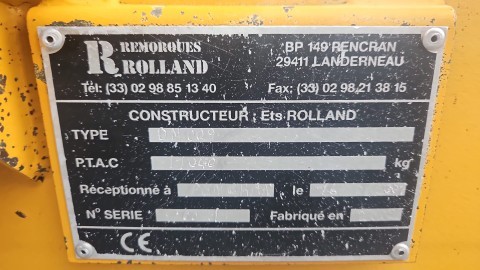 R REMORQUES ROLLAND
BP 149 PENCRAN
29411 LANDERNEAU
Tél: (33) 02 98 85 13 40 Fax: (33) 02 98 21 38 15
CONSTRUCTEUR : Ets ROLLAND
TYPE
P.T.A.C kg
Réceptionné à le
N° SERIE Fabriqué en
CE